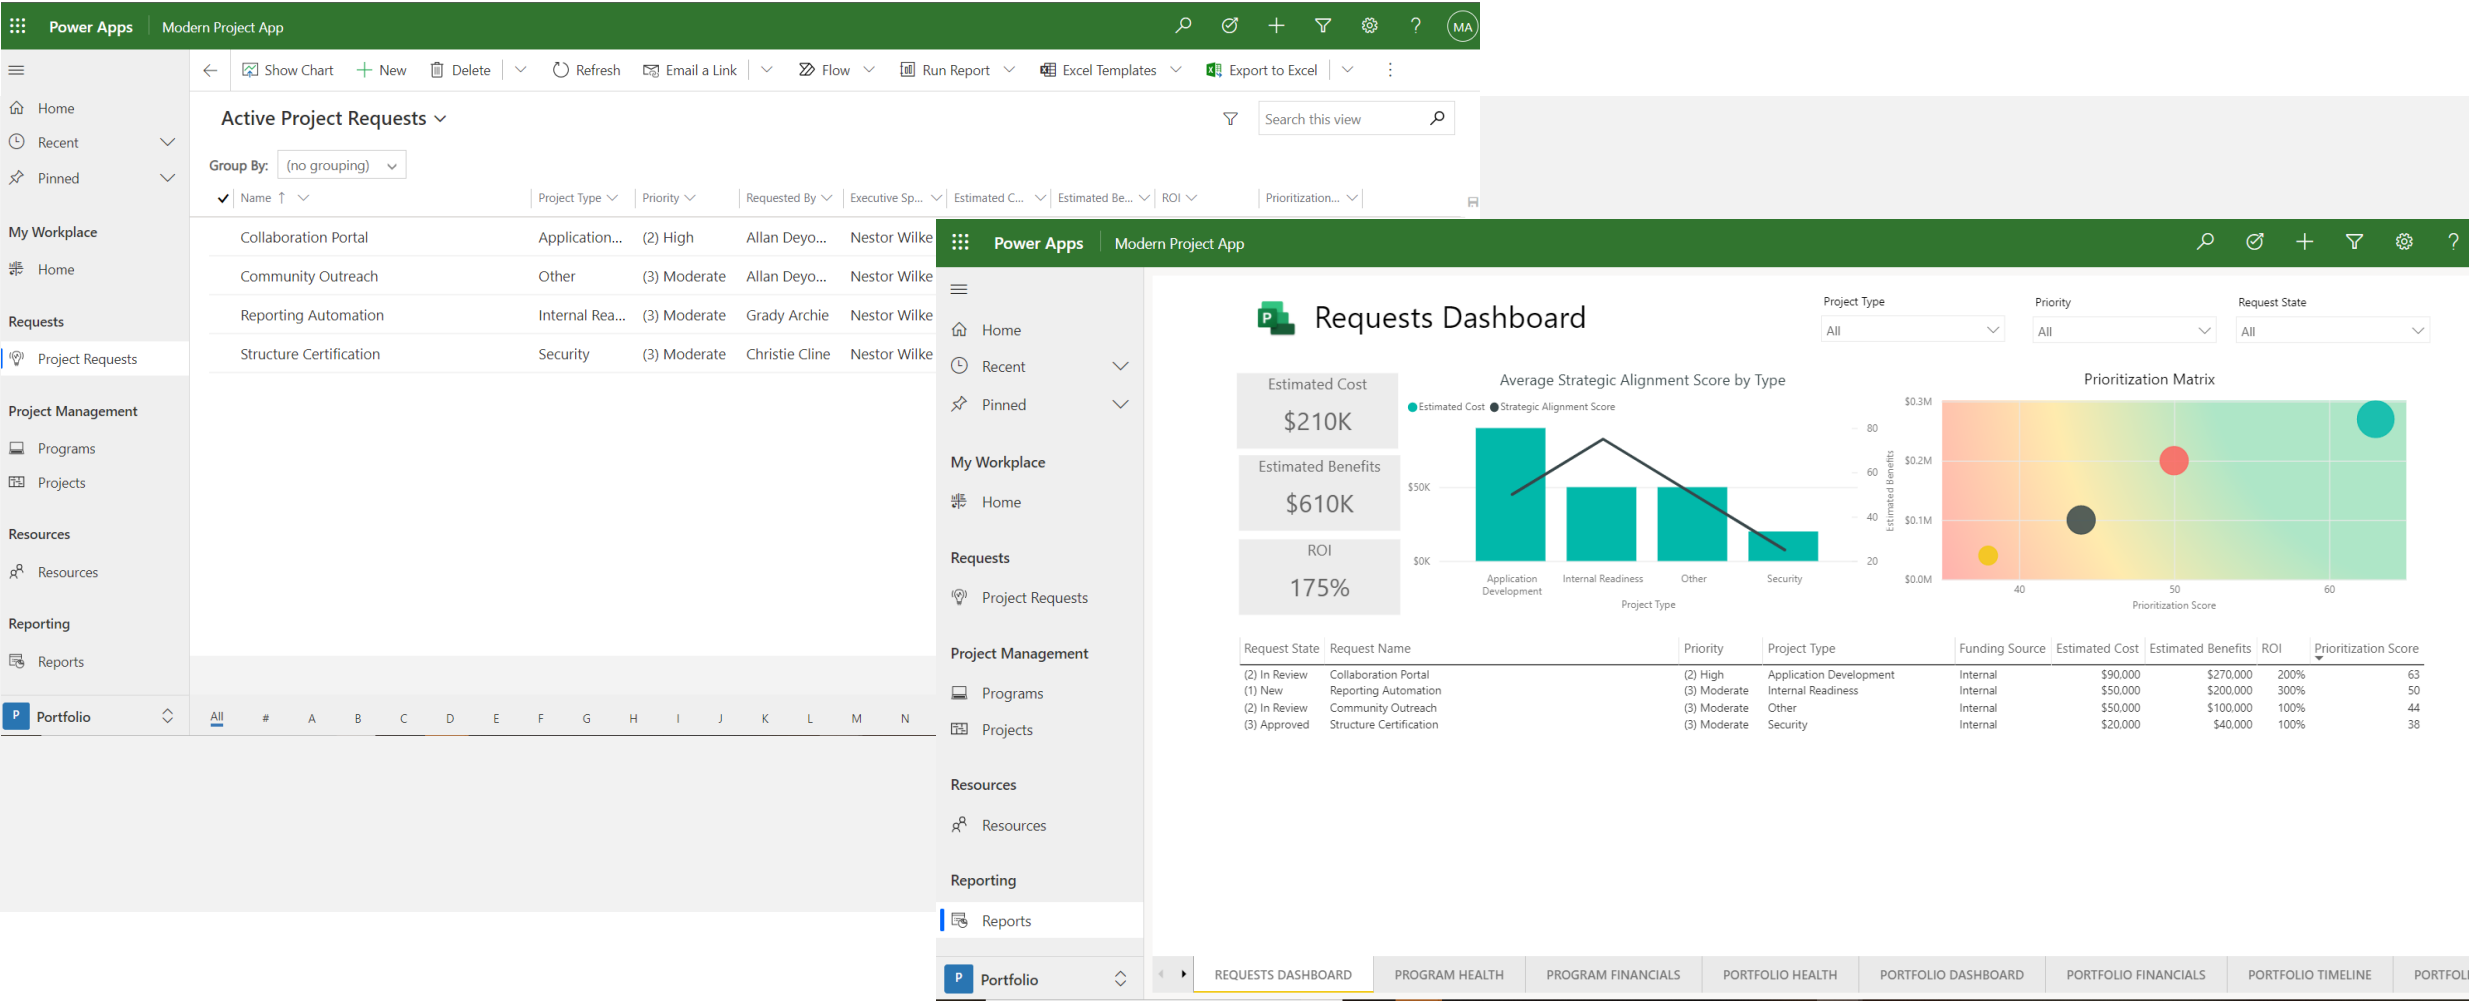 Power Apps Modern Project App MA
Show Chart New Delete Refresh Email a Link Flow Run Report Excel Templates Export to Excel
Home
Recent
Pinned
My Workplace
Home
Requests
Project Requests
Project Management
Programs
Projects
Resources
Resources
Reporting
Reports
P Portfolio
Active Project Requests
Search this view
Group By: (no grouping)
Name Project Type Priority Requested By Executive Sp... Estimated C... Estimated Be... ROI Prioritization...
Collaboration Portal Application... (2) High Allan Deyo... Nestor Wilke
Community Outreach Other (3) Moderate Allan Deyo... Nestor Wilke
Reporting Automation Internal Rea... (3) Moderate Grady Archie Nestor Wilke
Structure Certification Security (3) Moderate Christie Cline Nestor Wilke
All # A B C D E F G H I J K L M N
Power Apps Modern Project App
Home
Recent
Pinned
My Workplace
Home
Requests
Project Requests
Project Management
Programs
Projects
Resources
Resources
Reporting
Reports
P Portfolio
P Requests Dashboard
Project Type
All
Priority
All
Request State
All
Estimated Cost
$210K
Estimated Benefits
$610K
ROI
175%
Average Strategic Alignment Score by Type
Estimated Cost Strategic Alignment Score
$50K
$0K
80
60
40
20
Application Development
Internal Readiness
Other
Security
Project Type
Prioritization Matrix
Estimated Benefits
$0.3M
$0.2M
$0.1M
$0.0M
40 50 60
Prioritization Score
Request State Request Name Priority Project Type Funding Source Estimated Cost Estimated Benefits ROI Prioritization Score
(2) In Review Collaboration Portal (2) High Application Development Internal $90,000 $270,000 200% 63
(1) New Reporting Automation (3) Moderate Internal Readiness Internal $50,000 $200,000 300% 50
(2) In Review Community Outreach (3) Moderate Other Internal $50,000 $100,000 100% 44
(3) Approved Structure Certification (3) Moderate Security Internal $20,000 $40,000 100% 38
REQUESTS DASHBOARD PROGRAM HEALTH PROGRAM FINANCIALS PORTFOLIO HEALTH PORTFOLIO DASHBOARD PORTFOLIO FINANCIALS PORTFOLIO TIMELINE PORTFOL